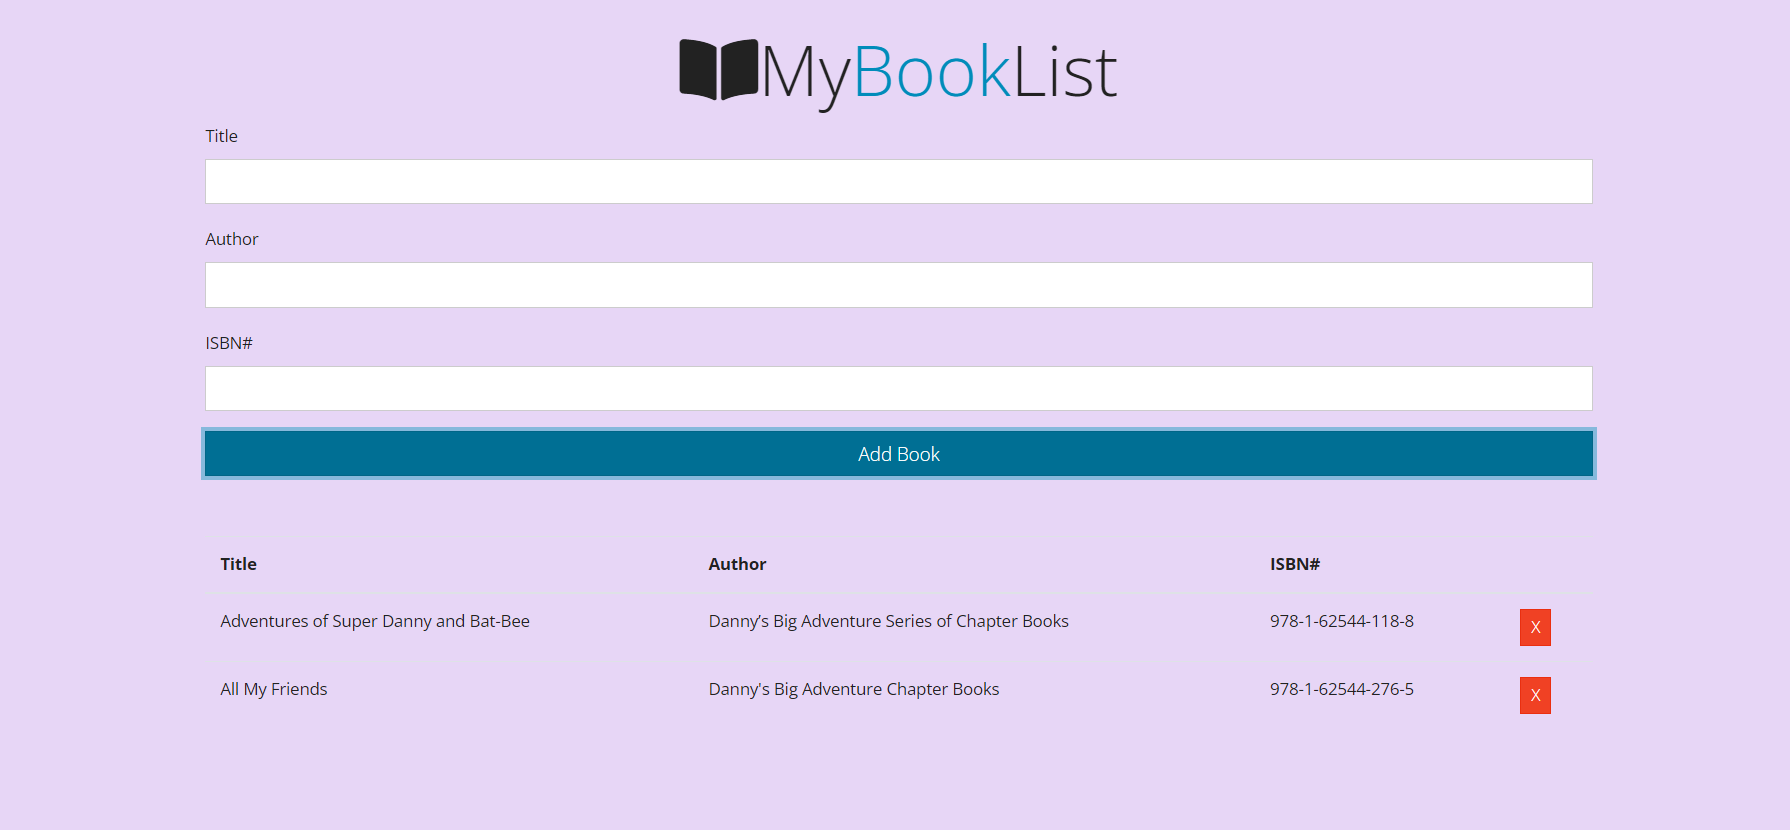 MyBookList
Title
Author
ISBN#
Add Book
Title Author ISBN#
Adventures of Super Danny and Bat-Bee Danny’s Big Adventure Series of Chapter Books 978-1-62544-118-8 X
All My Friends Danny's Big Adventure Chapter Books 978-1-62544-276-5 X